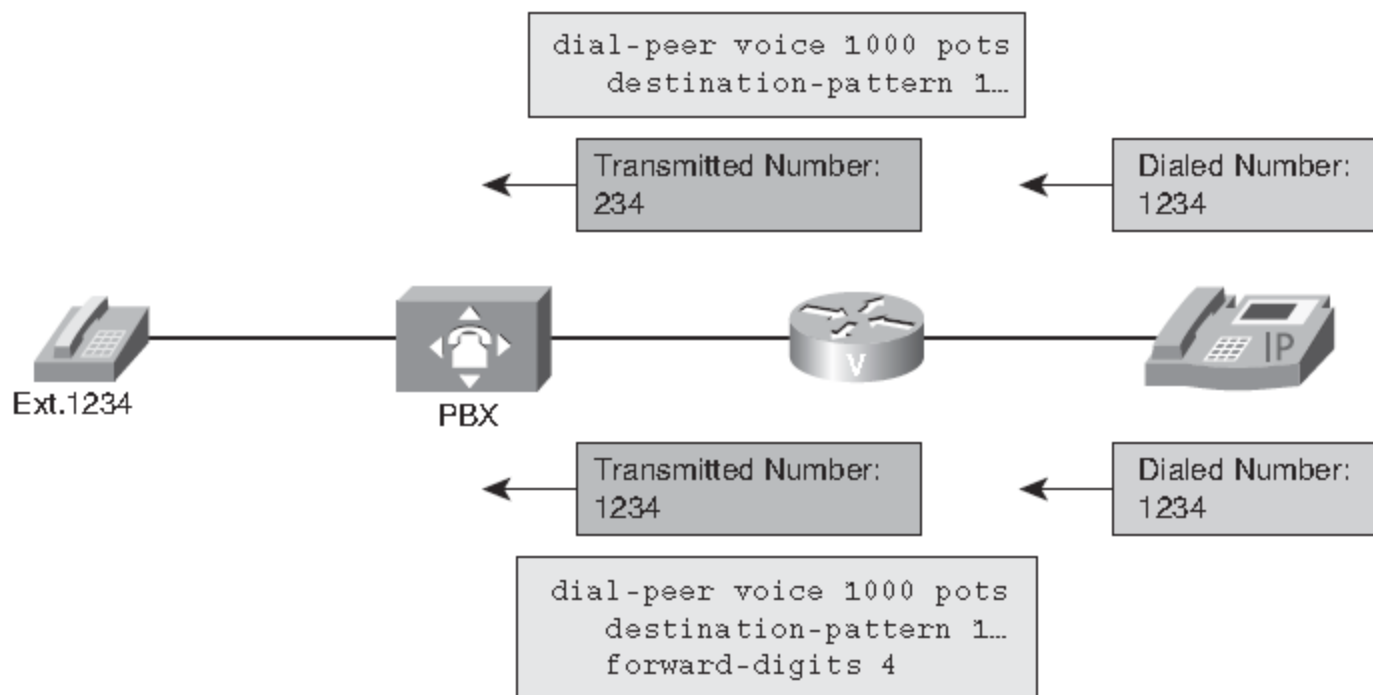 dial-peer voice 1000 pots
destination-pattern 1…
Transmitted Number:
234
Dialed Number:
1234
Ext.1234
PBX
V
IP
Transmitted Number:
1234
Dialed Number:
1234
dial-peer voice 1000 pots
destination-pattern 1…
forward-digits 4